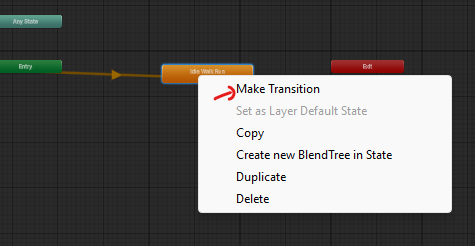 Any State
Entry
Idle Walk Run
Exit
Make Transition
Set as Layer Default State
Copy
Create new BlendTree in State
Duplicate
Delete